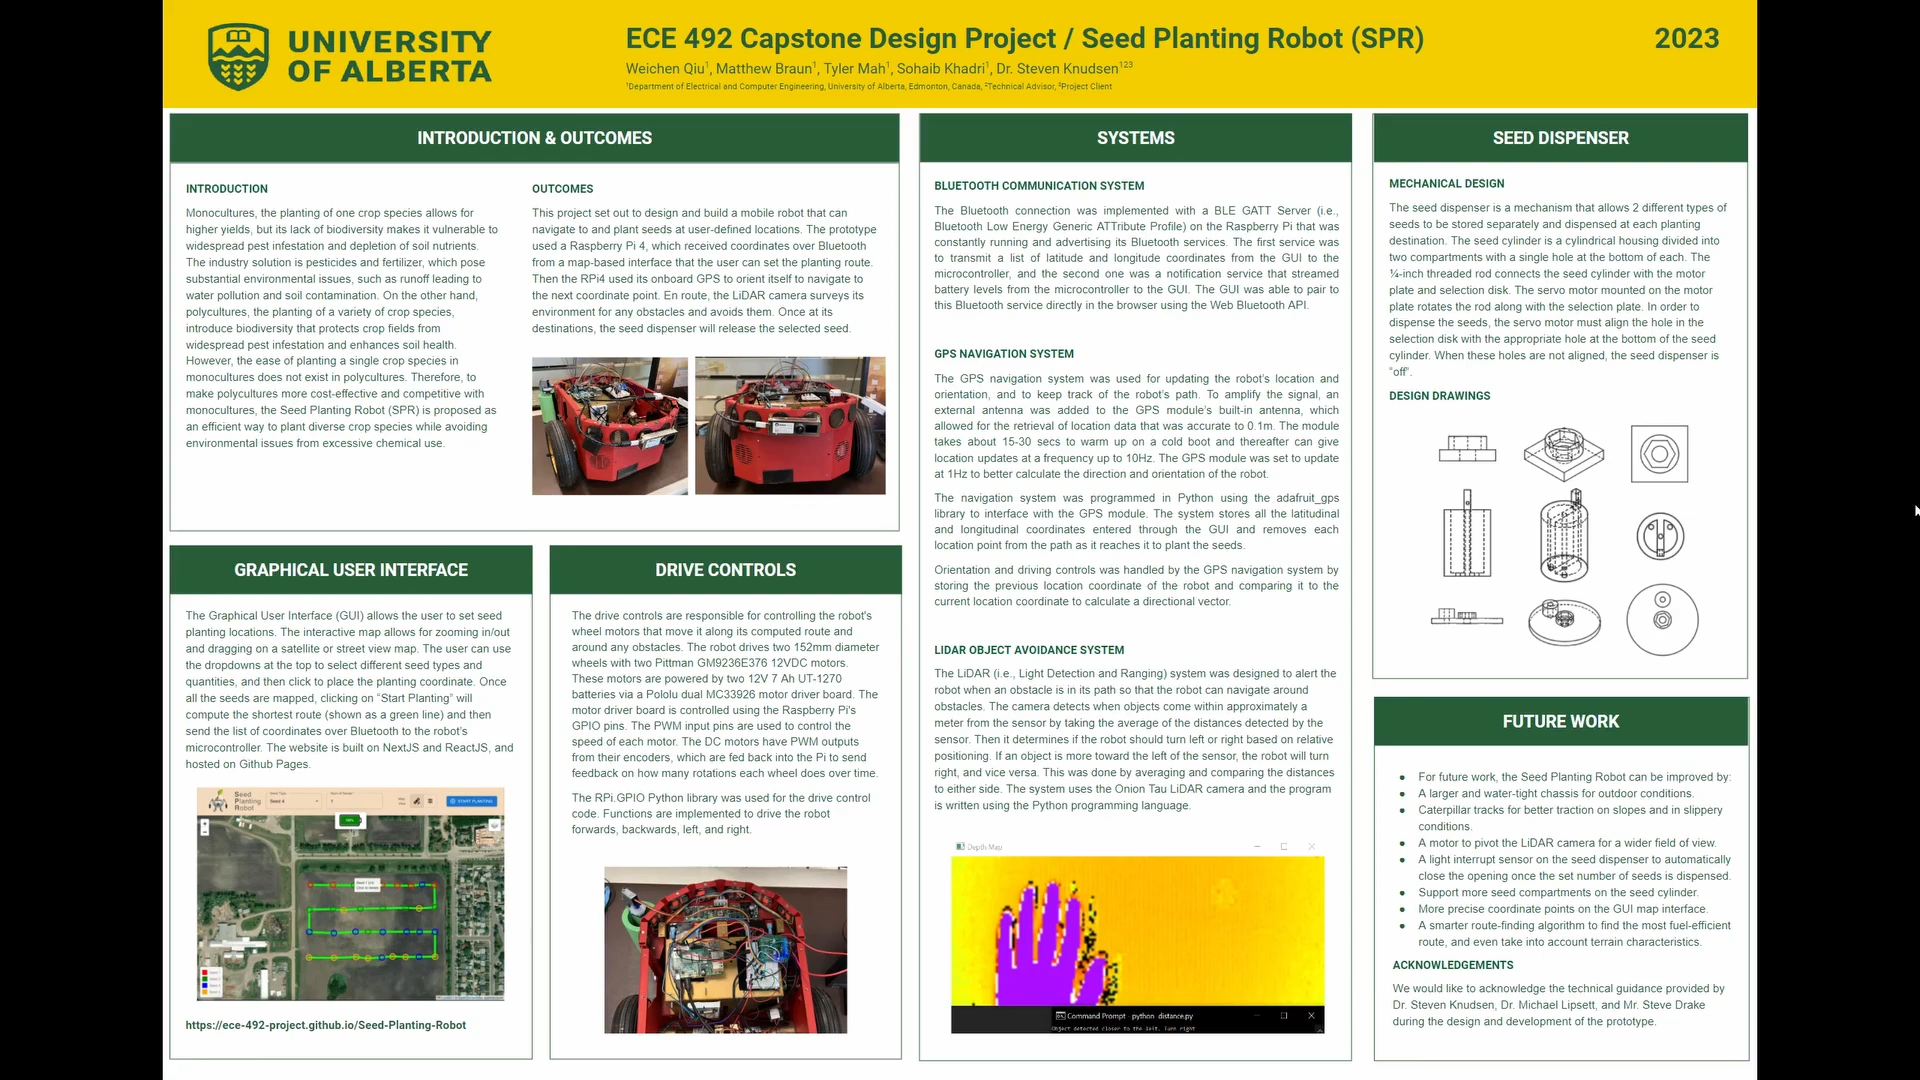 UNIVERSITY
OF ALBERTA
ECE 492 Capstone Design Project / Seed Planting Robot (SPR)
2023
Weichen Qiu¹, Matthew Braun¹, Tyler Mah¹, Sohaib Khadri¹, Dr. Steven Knudsen¹²³
¹Department of Electrical and Computer Engineering, University of Alberta, Edmonton, Canada, ²Technical Advisor, ³Project Client
INTRODUCTION & OUTCOMES
INTRODUCTION
Monocultures, the planting of one crop species allows for
higher yields, but its lack of biodiversity makes it vulnerable to
widespread pest infestation and depletion of soil nutrients.
The industry solution is pesticides and fertilizer, which pose
substantial environmental issues, such as runoff leading to
water pollution and soil contamination. On the other hand,
polycultures, the planting of a variety of crop species,
introduce biodiversity that protects crop fields from
widespread pest infestation and enhances soil health.
However, the ease of planting a single crop species in
monocultures does not exist in polycultures. Therefore, to
make polycultures more cost-effective and competitive with
monocultures, the Seed Planting Robot (SPR) is proposed as
an efficient way to plant diverse crop species while avoiding
environmental issues from excessive chemical use.
OUTCOMES
This project set out to design and build a mobile robot that can
navigate to and plant seeds at user-defined locations. The prototype
used a Raspberry Pi 4, which received coordinates over Bluetooth
from a map-based interface that the user can set the planting route.
Then the RPi4 used its onboard GPS to orient itself to navigate to
the next coordinate point. En route, the LiDAR camera surveys its
environment for any obstacles and avoids them. Once at its
destinations, the seed dispenser will release the selected seed.
GRAPHICAL USER INTERFACE
The Graphical User Interface (GUI) allows the user to set seed
planting locations. The interactive map allows for zooming in/out
and dragging on a satellite or street view map. The user can use
the dropdowns at the top to select different seed types and
quantities, and then click to place the planting coordinate. Once
all the seeds are mapped, clicking on “Start Planting” will
compute the shortest route (shown as a green line) and then
send the list of coordinates over Bluetooth to the robot's
microcontroller. The website is built on NextJS and ReactJS, and
hosted on Github Pages.
Seed
Planting
Robot
Seed 4
START PLANTING
https://ece-492-project.github.io/Seed-Planting-Robot
DRIVE CONTROLS
The drive controls are responsible for controlling the robot's
wheel motors that move it along its computed route and
around any obstacles. The robot drives two 152mm diameter
wheels with two Pittman GM9236E376 12VDC motors.
These motors are powered by two 12V 7 Ah UT-1270
batteries via a Pololu dual MC33926 motor driver board. The
motor driver board is controlled using the Raspberry Pi's
GPIO pins. The PWM input pins are used to control the
speed of each motor. The DC motors have PWM outputs
from their encoders, which are fed back into the Pi to send
feedback on how many rotations each wheel does over time.
The RPi.GPIO Python library was used for the drive control
code. Functions are implemented to drive the robot
forwards, backwards, left, and right.
SYSTEMS
BLUETOOTH COMMUNICATION SYSTEM
The Bluetooth connection was implemented with a BLE GATT Server (i.e.,
Bluetooth Low Energy Generic ATTribute Profile) on the Raspberry Pi that was
constantly running and advertising its Bluetooth services. The first service was
to transmit a list of latitude and longitude coordinates from the GUI to the
microcontroller, and the second one was a notification service that streamed
battery levels from the microcontroller to the GUI. The GUI was able to pair to
this Bluetooth service directly in the browser using the Web Bluetooth API.
GPS NAVIGATION SYSTEM
The GPS navigation system was used for updating the robot's location and
orientation, and to keep track of the robot's path. To amplify the signal, an
external antenna was added to the GPS module's built-in antenna, which
allowed for the retrieval of location data that was accurate to 0.1m. The module
takes about 15-30 secs to warm up on a cold boot and thereafter can give
location updates at a frequency up to 10Hz. The GPS module was set to update
at 1Hz to better calculate the direction and orientation of the robot.
The navigation system was programmed in Python using the adafruit_gps
library to interface with the GPS module. The system stores all the latitudinal
and longitudinal coordinates entered through the GUI and removes each
location point from the path as it reaches it to plant the seeds.
Orientation and driving controls was handled by the GPS navigation system by
storing the previous location coordinate of the robot and comparing it to the
current location coordinate to calculate a directional vector.
LIDAR OBJECT AVOIDANCE SYSTEM
The LiDAR (i.e., Light Detection and Ranging) system was designed to alert the
robot when an obstacle is in its path so that the robot can navigate around
obstacles. The camera detects when objects come within approximately a
meter from the sensor by taking the average of the distances detected by the
sensor. Then it determines if the robot should turn left or right based on relative
positioning. If an object is more toward the left of the sensor, the robot will turn
right, and vice versa. This was done by averaging and comparing the distances
to either side. The system uses the Onion Tau LiDAR camera and the program
is written using the Python programming language.
Depth Map
Command Prompt - python distance.py
Object detected closer to the left, Turn right
SEED DISPENSER
MECHANICAL DESIGN
The seed dispenser is a mechanism that allows 2 different types of
seeds to be stored separately and dispensed at each planting
destination. The seed cylinder is a cylindrical housing divided into
two compartments with a single hole at the bottom of each. The
¼-inch threaded rod connects the seed cylinder with the motor
plate and selection disk. The servo motor mounted on the motor
plate rotates the rod along with the selection plate. In order to
dispense the seeds, the servo motor must align the hole in the
selection disk with the appropriate hole at the bottom of the seed
cylinder. When these holes are not aligned, the seed dispenser is
“off”.
DESIGN DRAWINGS
FUTURE WORK
• For future work, the Seed Planting Robot can be improved by:
• A larger and water-tight chassis for outdoor conditions.
• Caterpillar tracks for better traction on slopes and in slippery
conditions.
• A motor to pivot the LiDAR camera for a wider field of view.
• A light interrupt sensor on the seed dispenser to automatically
close the opening once the set number of seeds is dispensed.
• Support more seed compartments on the seed cylinder.
• More precise coordinate points on the GUI map interface.
• A smarter route-finding algorithm to find the most fuel-efficient
route, and even take into account terrain characteristics.
ACKNOWLEDGEMENTS
We would like to acknowledge the technical guidance provided by
Dr. Steven Knudsen, Dr. Michael Lipsett, and Mr. Steve Drake
during the design and development of the prototype.